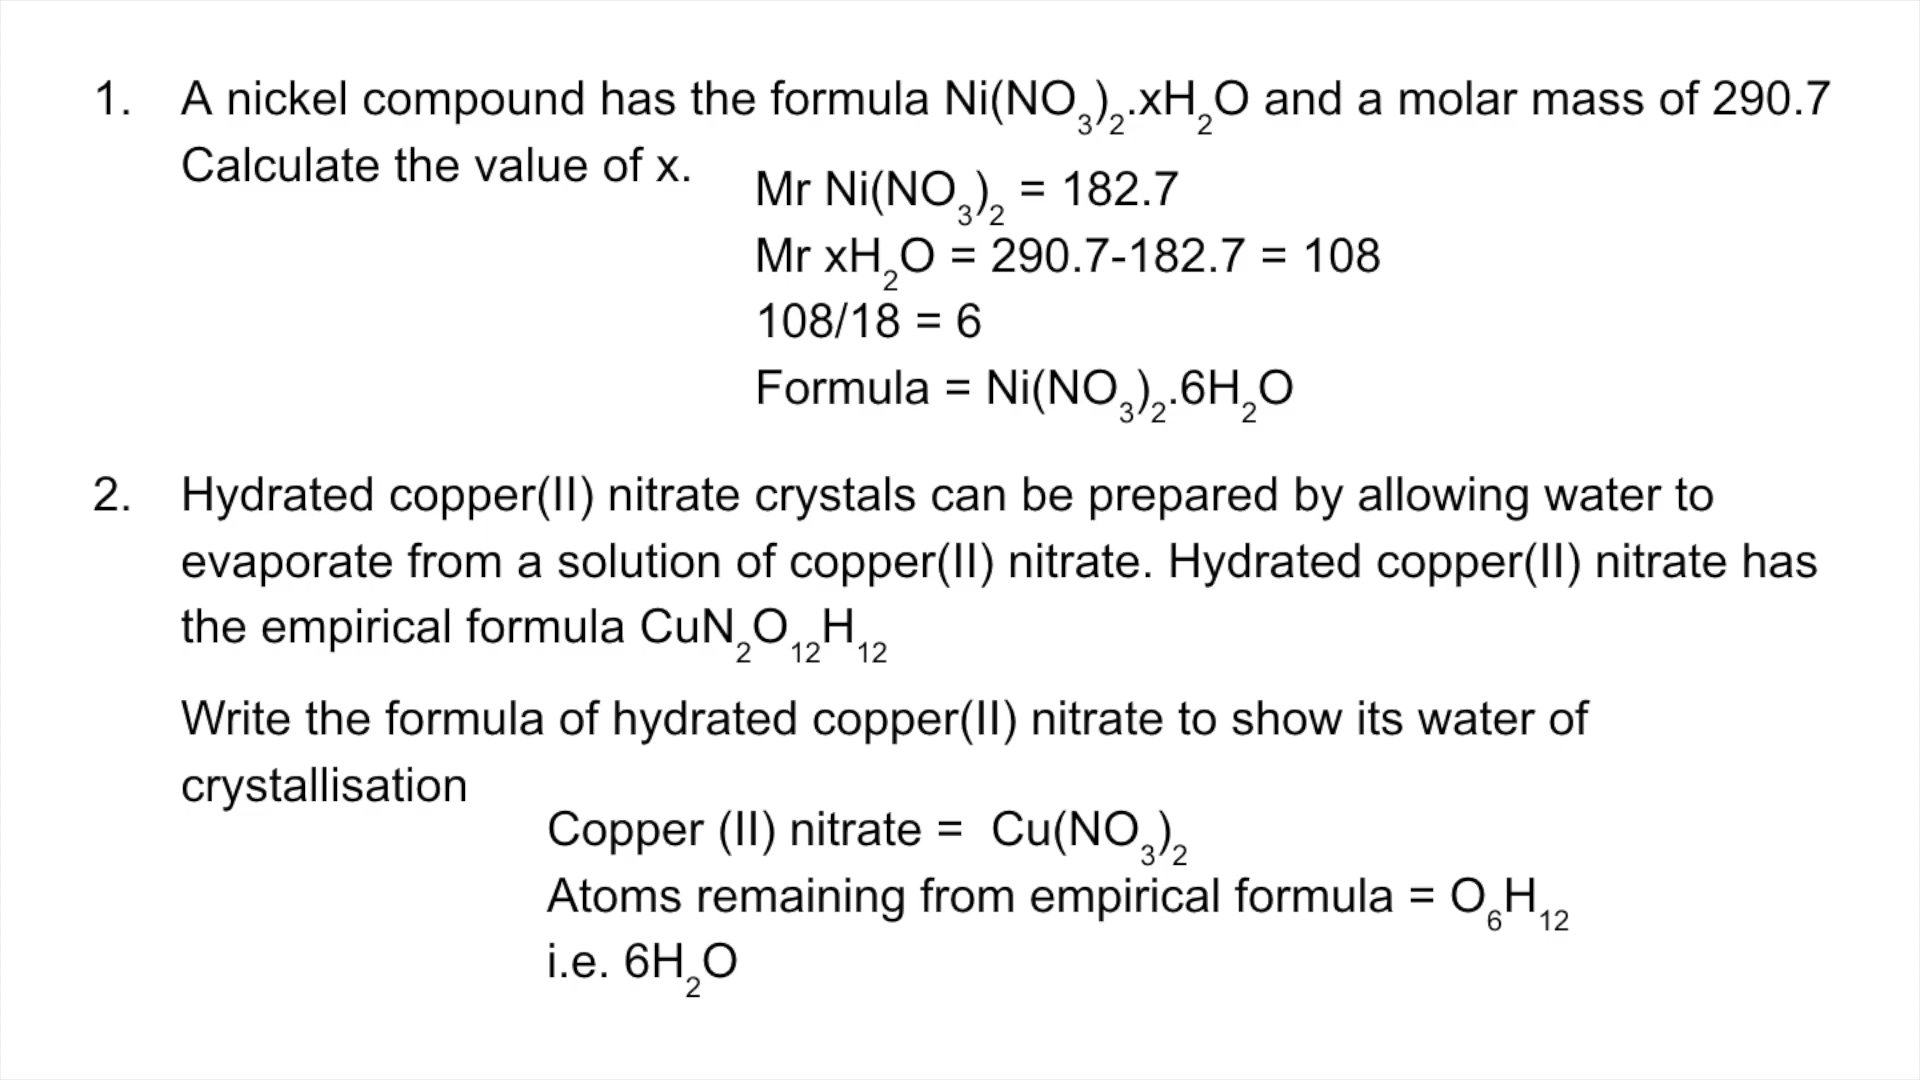 1. A nickel compound has the formula Ni(NO₃)₂.xH₂O and a molar mass of 290.7
Calculate the value of x.
Mr Ni(NO₃)₂ = 182.7
Mr xH₂O = 290.7-182.7 = 108
108/18 = 6
Formula = Ni(NO₃)₂.6H₂O
2. Hydrated copper(II) nitrate crystals can be prepared by allowing water to
evaporate from a solution of copper(II) nitrate. Hydrated copper(II) nitrate has
the empirical formula CuN₂O₁₂H₁₂
Write the formula of hydrated copper(II) nitrate to show its water of
crystallisation
Copper (II) nitrate = Cu(NO₃)₂
Atoms remaining from empirical formula = O₆H₁₂
i.e. 6H₂O